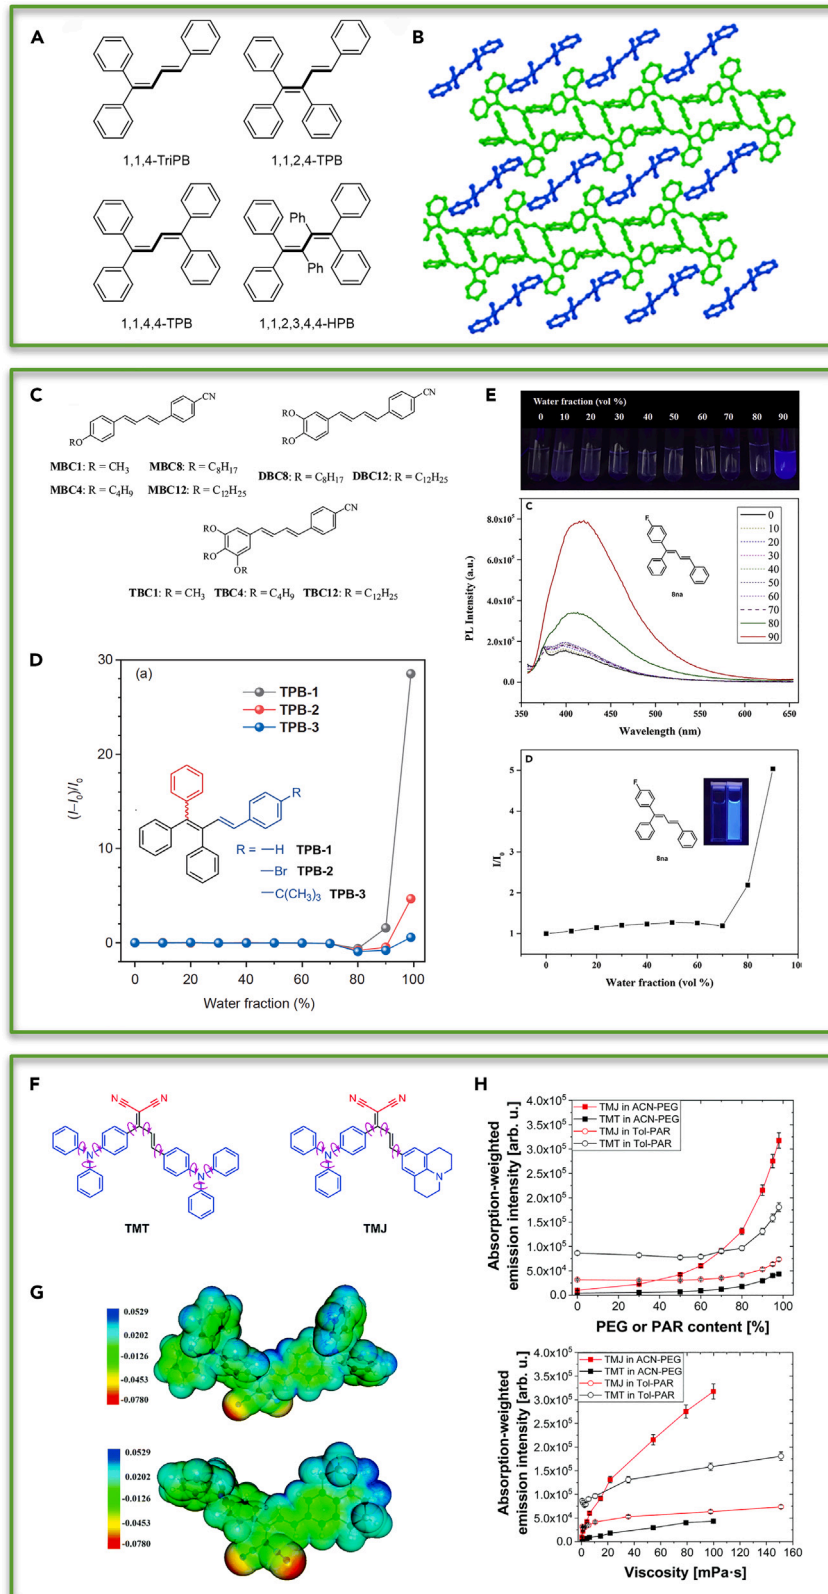 A
B
1,1,4-TriPB
1,1,2,4-TPB
Ph
Ph
1,1,4,4-TPB
1,1,2,3,4,4-HPB
C
CN
RO
MBC1: R = CH3 MBC8: R = C8H17
MBC4: R = C4H9 MBC12: R = C12H25
RO
RO
CN
DBC8: R = C8H17 DBC12: R = C12H25
RO
RO
OR
CN
TBC1: R = CH3 TBC4: R = C4H9 TBC12: R = C12H25
D
(a)
30
20
10
0
(I–I0)/I0
TPB-1
TPB-2
TPB-3
R
R = —H TPB-1
—Br TPB-2
—C(CH3)3 TPB-3
0 20 40 60 80 100
Water fraction (%)
E
Water fraction (vol %)
0 10 20 30 40 50 60 70 80 90
C
8.0x10^5
6.0x10^5
4.0x10^5
2.0x10^5
0.0
PL Intensity (a.u.)
F
8na
0
10
20
30
40
50
60
70
80
90
350 400 450 500 550 600 650
Wavelength (nm)
D
5
4
3
2
1
I/I0
F
8na
0 20 40 60 80 100
Water fraction (vol %)
F
N N
N
N
TMT
N N
N
N
TMJ
G
0.0529
0.0202
-0.0126
-0.0453
-0.0780
0.0529
0.0202
-0.0126
-0.0453
-0.0780
H
Absorption-weighted
emission intensity [arb. u.]
4.0x10^5
3.5x10^5
3.0x10^5
2.5x10^5
2.0x10^5
1.5x10^5
1.0x10^5
5.0x10^4
0.0
TMJ in ACN-PEG
TMT in ACN-PEG
TMJ in Tol-PAR
TMT in Tol-PAR
0 20 40 60 80 100
PEG or PAR content [%]
Absorption-weighted
emission intensity [arb. u.]
4.0x10^5
3.5x10^5
3.0x10^5
2.5x10^5
2.0x10^5
1.5x10^5
1.0x10^5
5.0x10^4
0.0
TMJ in ACN-PEG
TMT in ACN-PEG
TMJ in Tol-PAR
TMT in Tol-PAR
0 20 40 60 80 100 120 140 160
Viscosity [mPa·s]